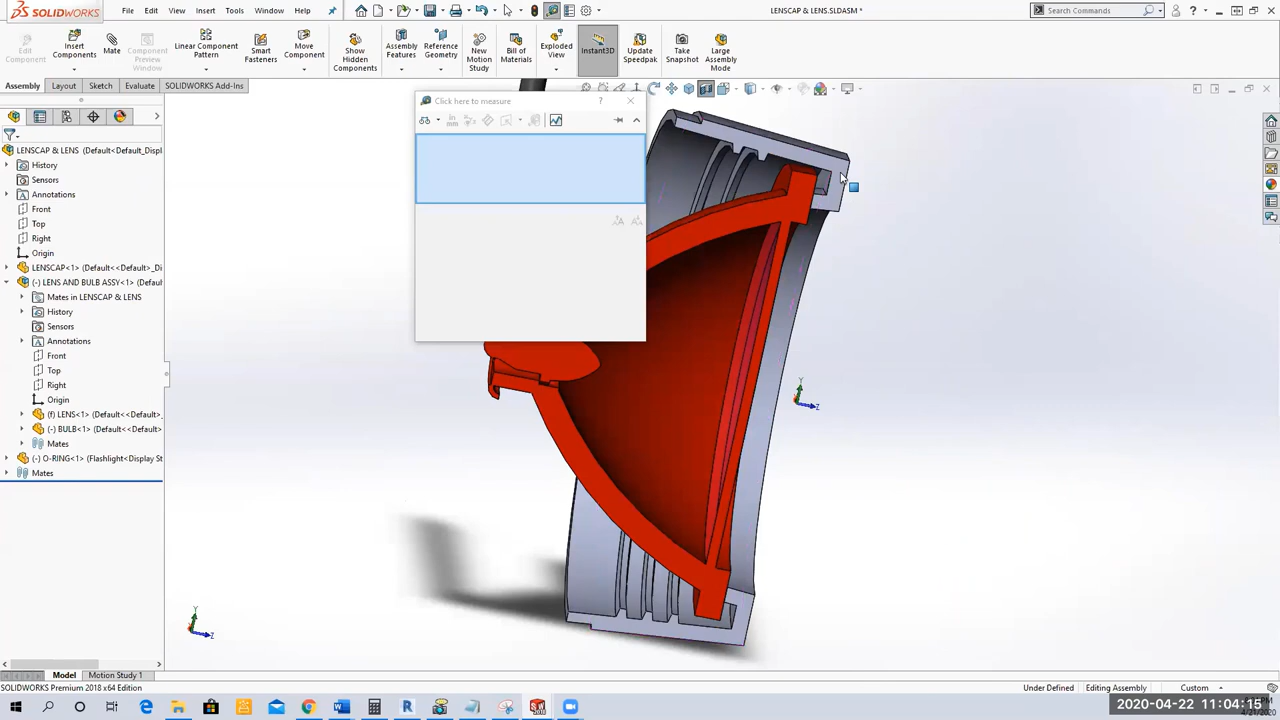 SOLIDWORKS File Edit View Insert Tools Window Help LENSCAP & LENS.SLDASM * Search Commands
Edit Component
Insert Components
Mate
Component Preview Window
Linear Component Pattern
Smart Fasteners
Move Component
Show Hidden Components
Assembly Features
Reference Geometry
New Motion Study
Bill of Materials
Exploded View
Instant3D
Update Speedpak
Take Snapshot
Large Assembly Mode
Assembly Layout Sketch Evaluate SOLIDWORKS Add-Ins
Click here to measure
LENSCAP & LENS (Default<Default_Displ
History
Sensors
Annotations
Front
Top
Right
Origin
LENSCAP<1> (Default<<Default>_Di
(-) LENS AND BULB ASSY<1> (Default
Mates in LENSCAP & LENS
History
Sensors
Annotations
Front
Top
Right
Origin
(f) LENS<1> (Default<<Default>_
(-) BULB<1> (Default<<Default>
Mates
(-) O-RING<1> (Flashlight<Display St
Mates
Y
Z
Y
Z
Model Motion Study 1
SOLIDWORKS Premium 2018 x64 Edition Under Defined Editing Assembly Custom
2020-04-22 11:04:15